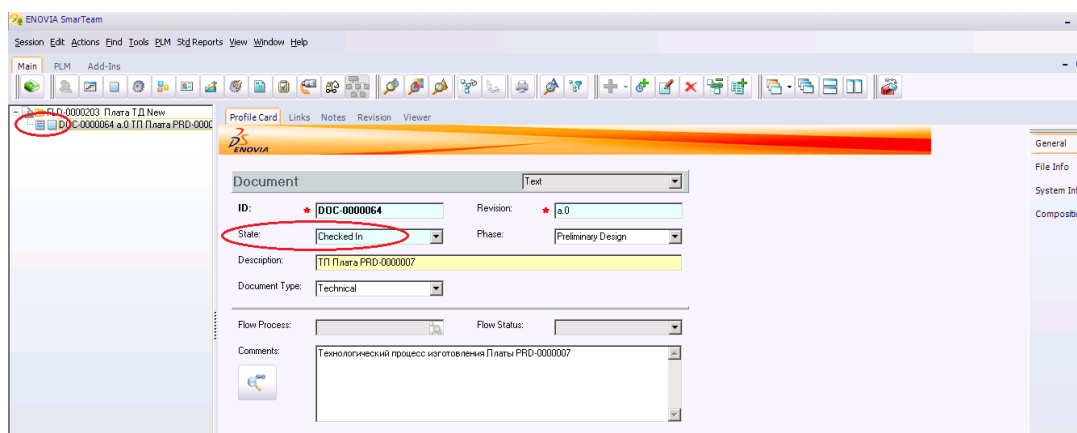 ENOVIA SmarTeam
Session Edit Actions Find Tools PLM Std Reports View Window Help
Main PLM Add-Ins
FLD-0000203 Плата ТД New
DOC-0000064 a.0 ТП Плата PRD-000
Profile Card Links Notes Revision Viewer
ENOVIA
General
File Info
System In
Compositi
Document Text
ID: DOC-0000064 Revision: a.0
State: Checked In Phase: Preliminary Design
Description: ТП Плата PRD-0000007
Document Type: Technical
Flow Process: Flow Status:
Comments: Технологический процесс изготовления Платы PRD-0000007